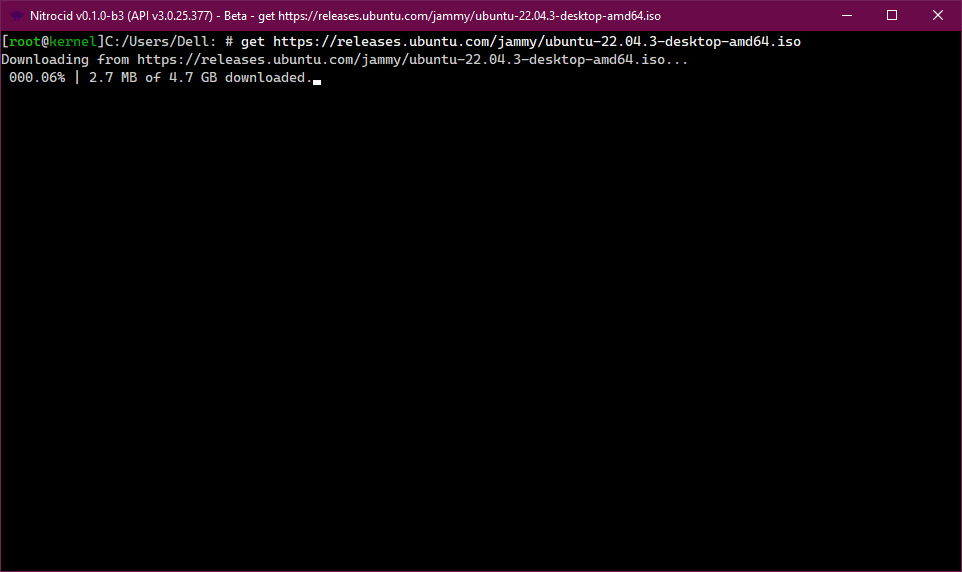 Nitrocid v0.1.0-b3 (API v3.0.25.377) - Beta - get https://releases.ubuntu.com/jammy/ubuntu-22.04.3-desktop-amd64.iso
[root@kernel]C:/Users/Dell: # get https://releases.ubuntu.com/jammy/ubuntu-22.04.3-desktop-amd64.iso
Downloading from https://releases.ubuntu.com/jammy/ubuntu-22.04.3-desktop-amd64.iso...
000.06% | 2.7 MB of 4.7 GB downloaded.